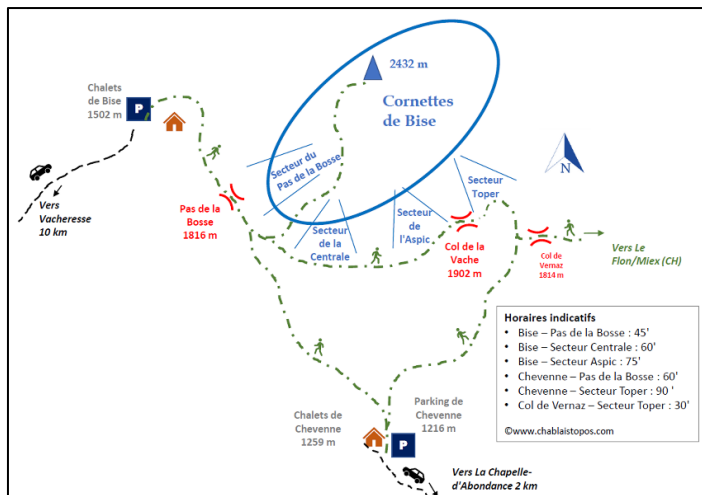 2432 m
Cornettes
de Bise
Chalets
de Bise
1502 m
P
Vers
Vacheresse
10 km
Secteur du
Pas de la Bosse
Pas de la
Bosse
1816 m
Secteur
de la
Centrale
Secteur
de
l'Aspic
Secteur
Toper
N
Col de la
Vache
1902 m
Col de
Vernaz
1814 m
Vers Le
Flon/Miex (CH)
Horaires indicatifs
• Bise – Pas de la Bosse : 45'
• Bise – Secteur Centrale : 60'
• Bise – Secteur Aspic : 75'
• Chevenne – Pas de la Bosse : 60'
• Chevenne – Secteur Toper : 90 '
• Col de Vernaz – Secteur Toper : 30'
©www.chablaistopos.com
Chalets de
Chevenne
1259 m
Parking de
Chevenne
1216 m
P
Vers La Chapelle-
d'Abondance 2 km